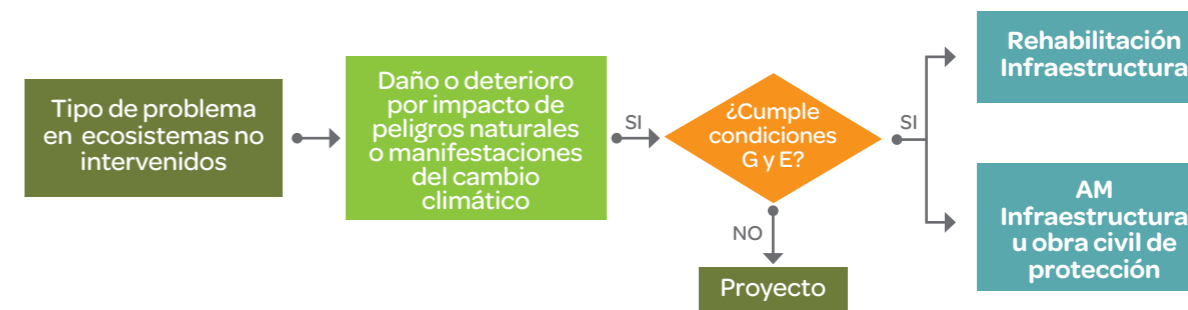 Tipo de problema
en ecosistemas no
intervenidos
Daño o deterioro
por impacto de
peligros naturales
o manifestaciones
del cambio
climático
SI
¿Cumple
condiciones
G y E?
SI
NO
Proyecto
Rehabilitación
Infraestructura
AM
Infraestructura
u obra civil de
protección